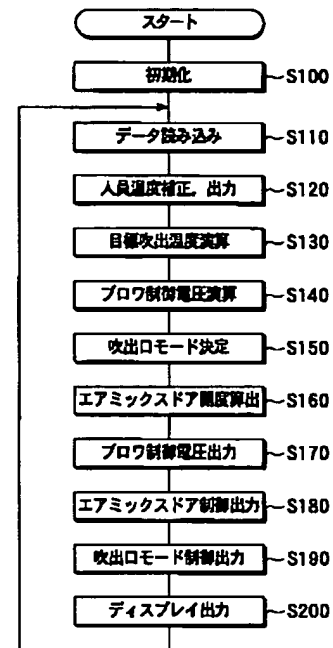 スタート
初期化 S100
データ読み込み S110
人員温度補正，出力 S120
目標吹出温度演算 S130
ブロワ制御電圧演算 S140
吹出口モード決定 S150
エアミックスドア開度算出 S160
ブロワ制御電圧出力 S170
エアミックスドア制御出力 S180
吹出口モード制御出力 S190
ディスプレイ出力 S200